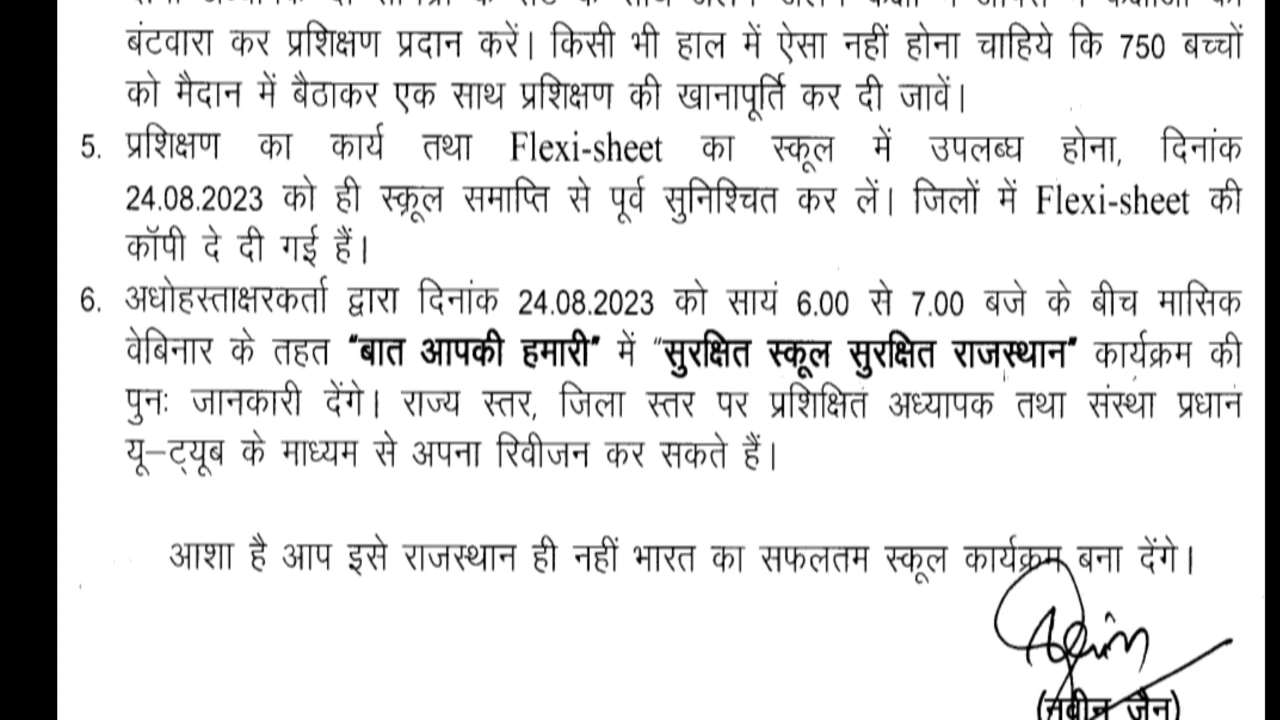 बंटवारा कर प्रशिक्षण प्रदान करें। किसी भी हाल में ऐसा नहीं होना चाहिये कि 750 बच्चों
को मैदान में बैठाकर एक साथ प्रशिक्षण की खानापूर्ति कर दी जावें।
5. प्रशिक्षण का कार्य तथा Flexi-sheet का स्कूल में उपलब्ध होना, दिनांक
24.08.2023 को ही स्कूल समाप्ति से पूर्व सुनिश्चित कर लें। जिलों में Flexi-sheet की
कॉपी दे दी गई हैं।
6. अधोहस्ताक्षरकर्ता द्वारा दिनांक 24.08.2023 को सायं 6.00 से 7.00 बजे के बीच मासिक
वेबिनार के तहत "बात आपकी हमारी" में "सुरक्षित स्कूल सुरक्षित राजस्थान" कार्यक्रम की
पुनः जानकारी देंगे। राज्य स्तर, जिला स्तर पर प्रशिक्षित अध्यापक तथा संस्था प्रधान
यू–ट्यूब के माध्यम से अपना रिवीजन कर सकते हैं।
आशा है आप इसे राजस्थान ही नहीं भारत का सफलतम स्कूल कार्यक्रम बना देंगे।
(नवीन जैन)